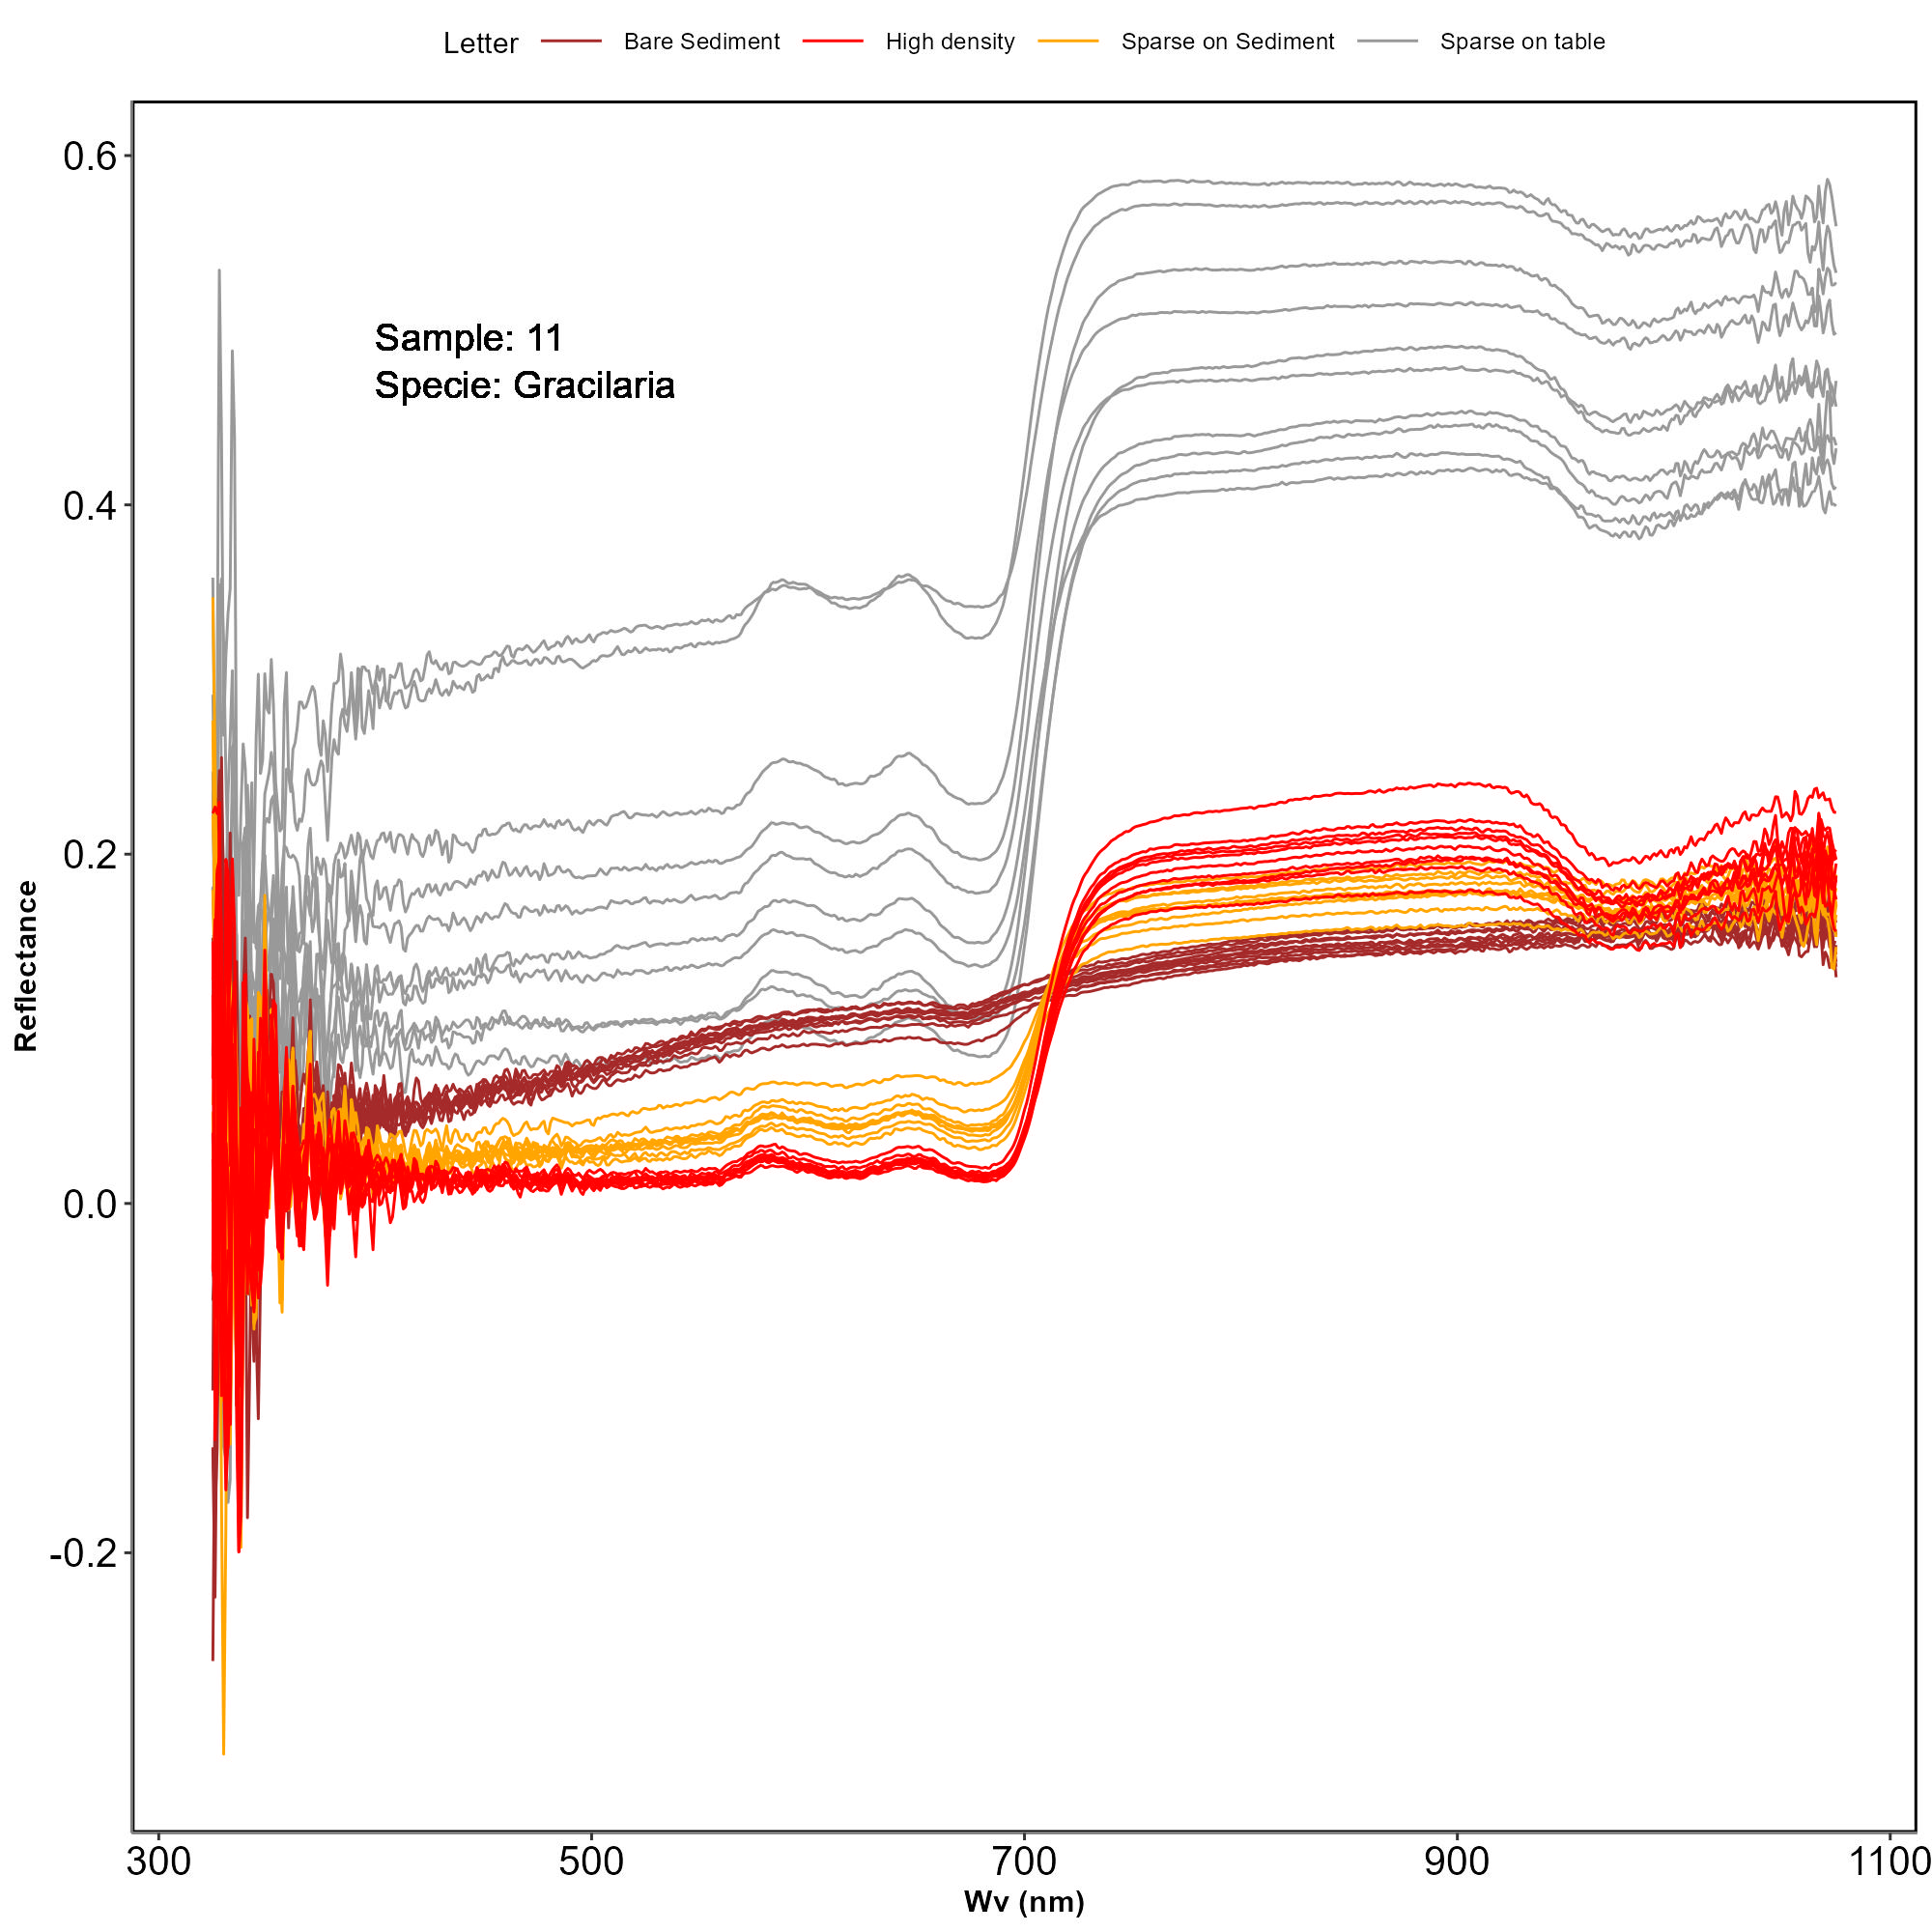 Letter Bare Sediment High density Sparse on Sediment Sparse on table
0.6
Sample: 11
Specie: Gracilaria
0.4
0.2
0.0
-0.2
Reflectance
300 500 700 900 1100
Wv (nm)